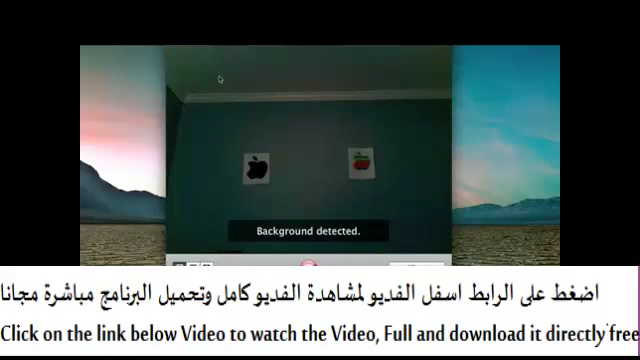 Background detected.
اضغط على الرابط اسفل الفديو لمشاهدة الفديو كامل وتحميل البرنامج مباشرة مجانا
Click on the link below Video to watch the Video, Full and download it directly free